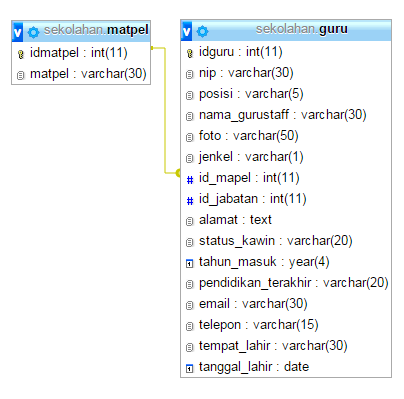 v sekolahan.matpel
idmatpel : int(11)
matpel : varchar(30)
v sekolahan.guru
idguru : int(11)
nip : varchar(30)
posisi : varchar(5)
nama_gurustaff : varchar(30)
foto : varchar(50)
jenkel : varchar(1)
# id_mapel : int(11)
# id_jabatan : int(11)
alamat : text
status_kawin : varchar(20)
tahun_masuk : year(4)
pendidikan_terakhir : varchar(20)
email : varchar(30)
telepon : varchar(15)
tempat_lahir : varchar(30)
tanggal_lahir : date